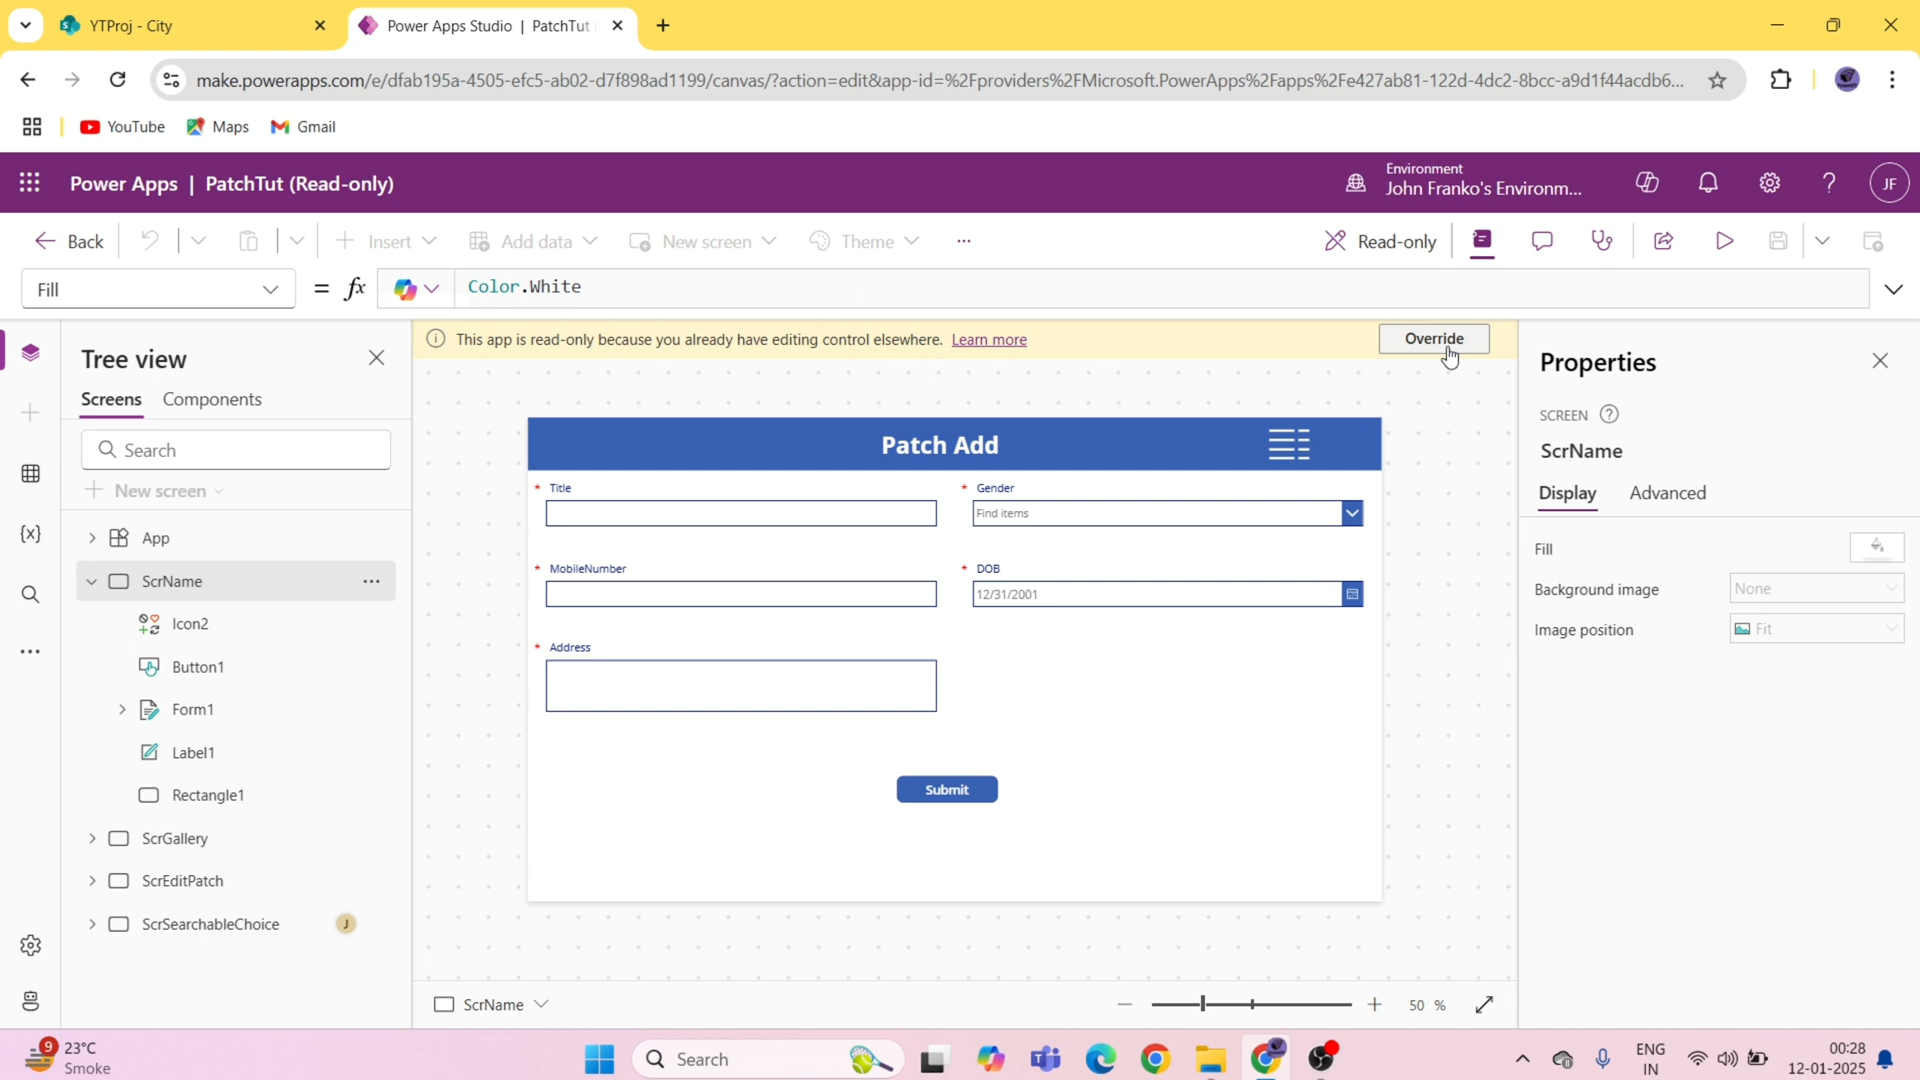 YTProj - City
Power Apps Studio | PatchTut
make.powerapps.com/e/dfab195a-4505-efc5-ab02-d7f898ad1199/canvas/?action=edit&app-id=%2Fproviders%2FMicrosoft.PowerApps%2Fapps%2Fe427ab81-122d-4dc2-8bcc-a9d1f44acdb6...
YouTube
Maps
Gmail
Power Apps | PatchTut (Read-only)
Environment
John Franko's Environm...
JF
Back
Insert
Add data
New screen
Theme
...
Read-only
Fill
= fx
Color.White
Tree view
Screens
Components
Search
New screen
App
ScrName
Icon2
Button1
Form1
Label1
Rectangle1
ScrGallery
ScrEditPatch
ScrSearchableChoice
J
This app is read-only because you already have editing control elsewhere. Learn more
Override
Patch Add
* Title
* Gender
Find items
* MobileNumber
* DOB
12/31/2001
* Address
Submit
ScrName
50 %
Properties
SCREEN
ScrName
Display
Advanced
Fill
Background image
None
Image position
Fit
9
23°C
Smoke
Search
ENG
IN
00:28
12-01-2025